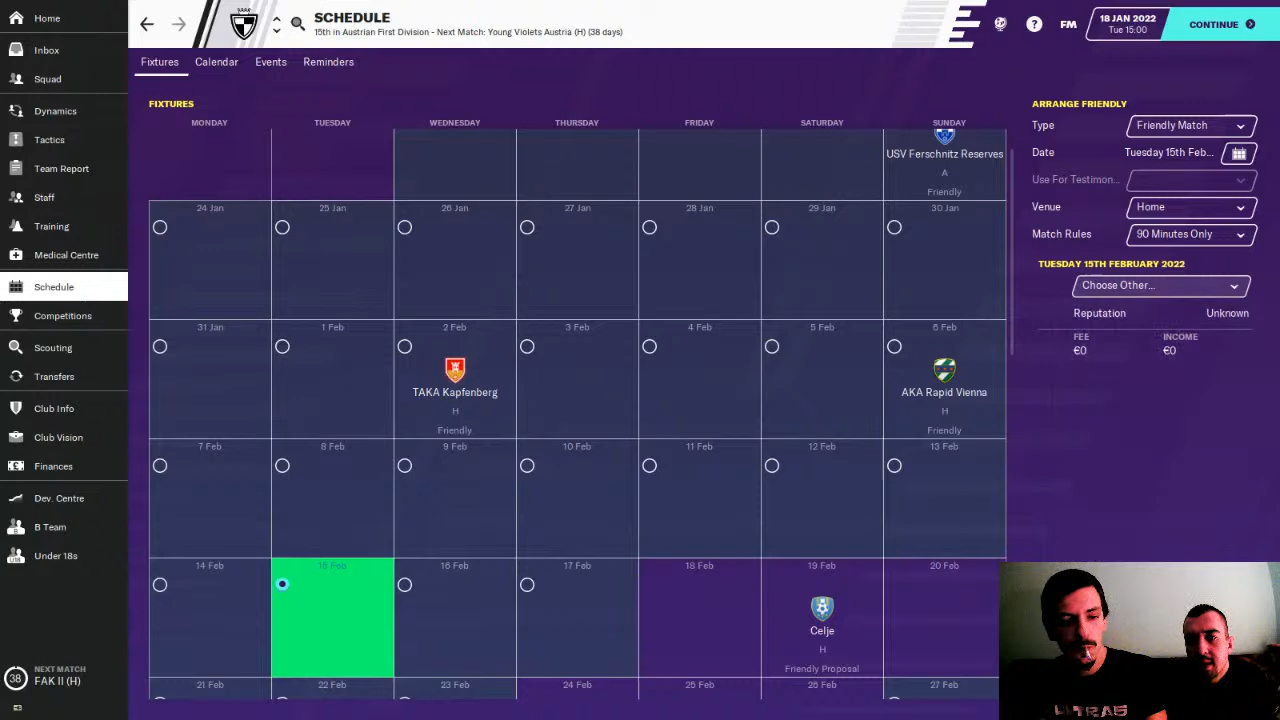 Home
Inbox
Squad
Dynamics
Tactics
Team Report
Staff
Training
Medical Centre
Schedule
Competitions
Scouting
Transfers
Club Info
Club Vision
Finances
Dev. Centre
B Team
Under 18s
38
NEXT MATCH
FAK II (H)
SCHEDULE
15th in Austrian First Division - Next Match: Young Violets Austria (H) (38 days)
FM
18 JAN 2022
Tue 15:00
CONTINUE
Fixtures Calendar Events Reminders
FIXTURES
MONDAY TUESDAY WEDNESDAY THURSDAY FRIDAY SATURDAY SUNDAY
USV Ferschnitz Reserves
A
Friendly
24 Jan 25 Jan 26 Jan 27 Jan 28 Jan 29 Jan 30 Jan
31 Jan 1 Feb 2 Feb 3 Feb 4 Feb 5 Feb 6 Feb
TAKA Kapfenberg AKA Rapid Vienna
H H
Friendly Friendly
7 Feb 8 Feb 9 Feb 10 Feb 11 Feb 12 Feb 13 Feb
14 Feb 15 Feb 16 Feb 17 Feb 18 Feb 19 Feb 20 Feb
Celje
H
Friendly Proposal
21 Feb 22 Feb 23 Feb 24 Feb 25 Feb 26 Feb 27 Feb
ARRANGE FRIENDLY
Type Friendly Match
Date Tuesday 15th Feb...
Use For Testimon...
Venue Home
Match Rules 90 Minutes Only
TUESDAY 15TH FEBRUARY 2022
Choose Other...
Reputation Unknown
FEE INCOME
€0 €0